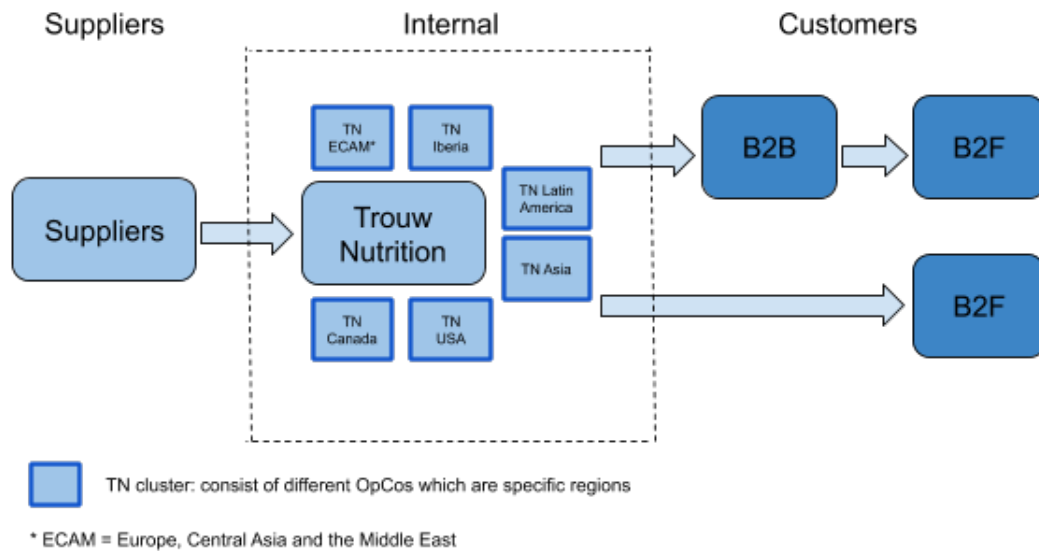 Suppliers
Internal
Customers
TN
ECAM*
TN
Iberia
B2B
B2F
TN Latin
America
Suppliers
Trouw
Nutrition
TN Asia
B2F
TN
Canada
TN
USA
TN cluster: consist of different OpCos which are specific regions
* ECAM = Europe, Central Asia and the Middle East